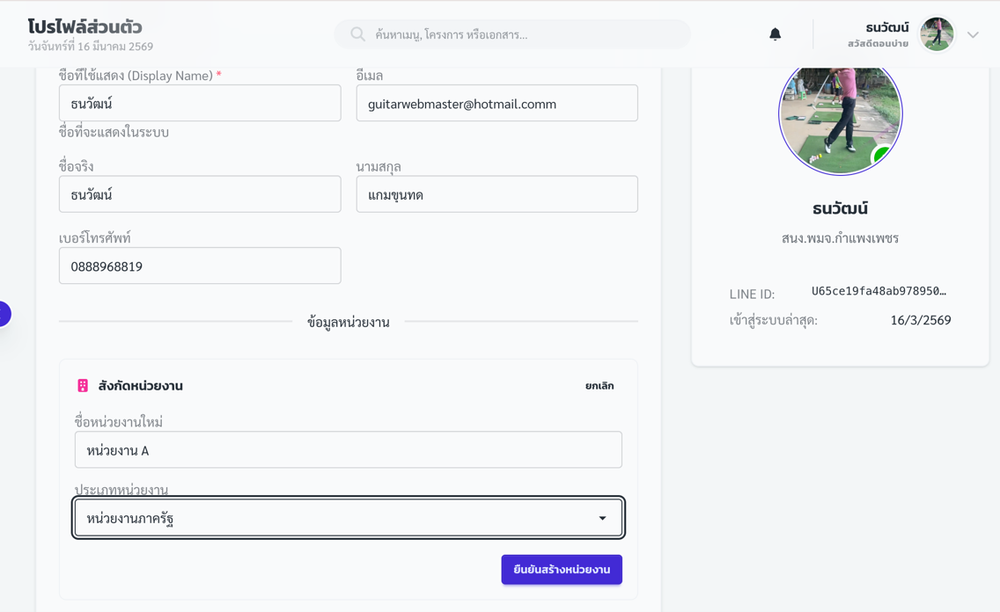 โปรไฟล์ส่วนตัว
วันจันทร์ที่ 16 มีนาคม 2569
ค้นหาเมนู, โครงการ หรือเอกสาร...
ธนวัฒน์
สวัสดีตอนบ่าย
ชื่อที่ใช้แสดง (Display Name) *
ธนวัฒน์
ชื่อที่จะแสดงในระบบ
อีเมล
guitarwebmaster@hotmail.comm
ชื่อจริง
ธนวัฒน์
นามสกุล
แกมขุนทด
เบอร์โทรศัพท์
0888968819
ข้อมูลหน่วยงาน
สังกัดหน่วยงาน
ยกเลิก
ชื่อหน่วยงานใหม่
หน่วยงาน A
ประเภทหน่วยงาน
หน่วยงานภาครัฐ
ยืนยันสร้างหน่วยงาน
ธนวัฒน์
สนง.พมจ.กำแพงเพชร
LINE ID:
U65ce19fa48ab978950…
เข้าสู่ระบบล่าสุด:
16/3/2569